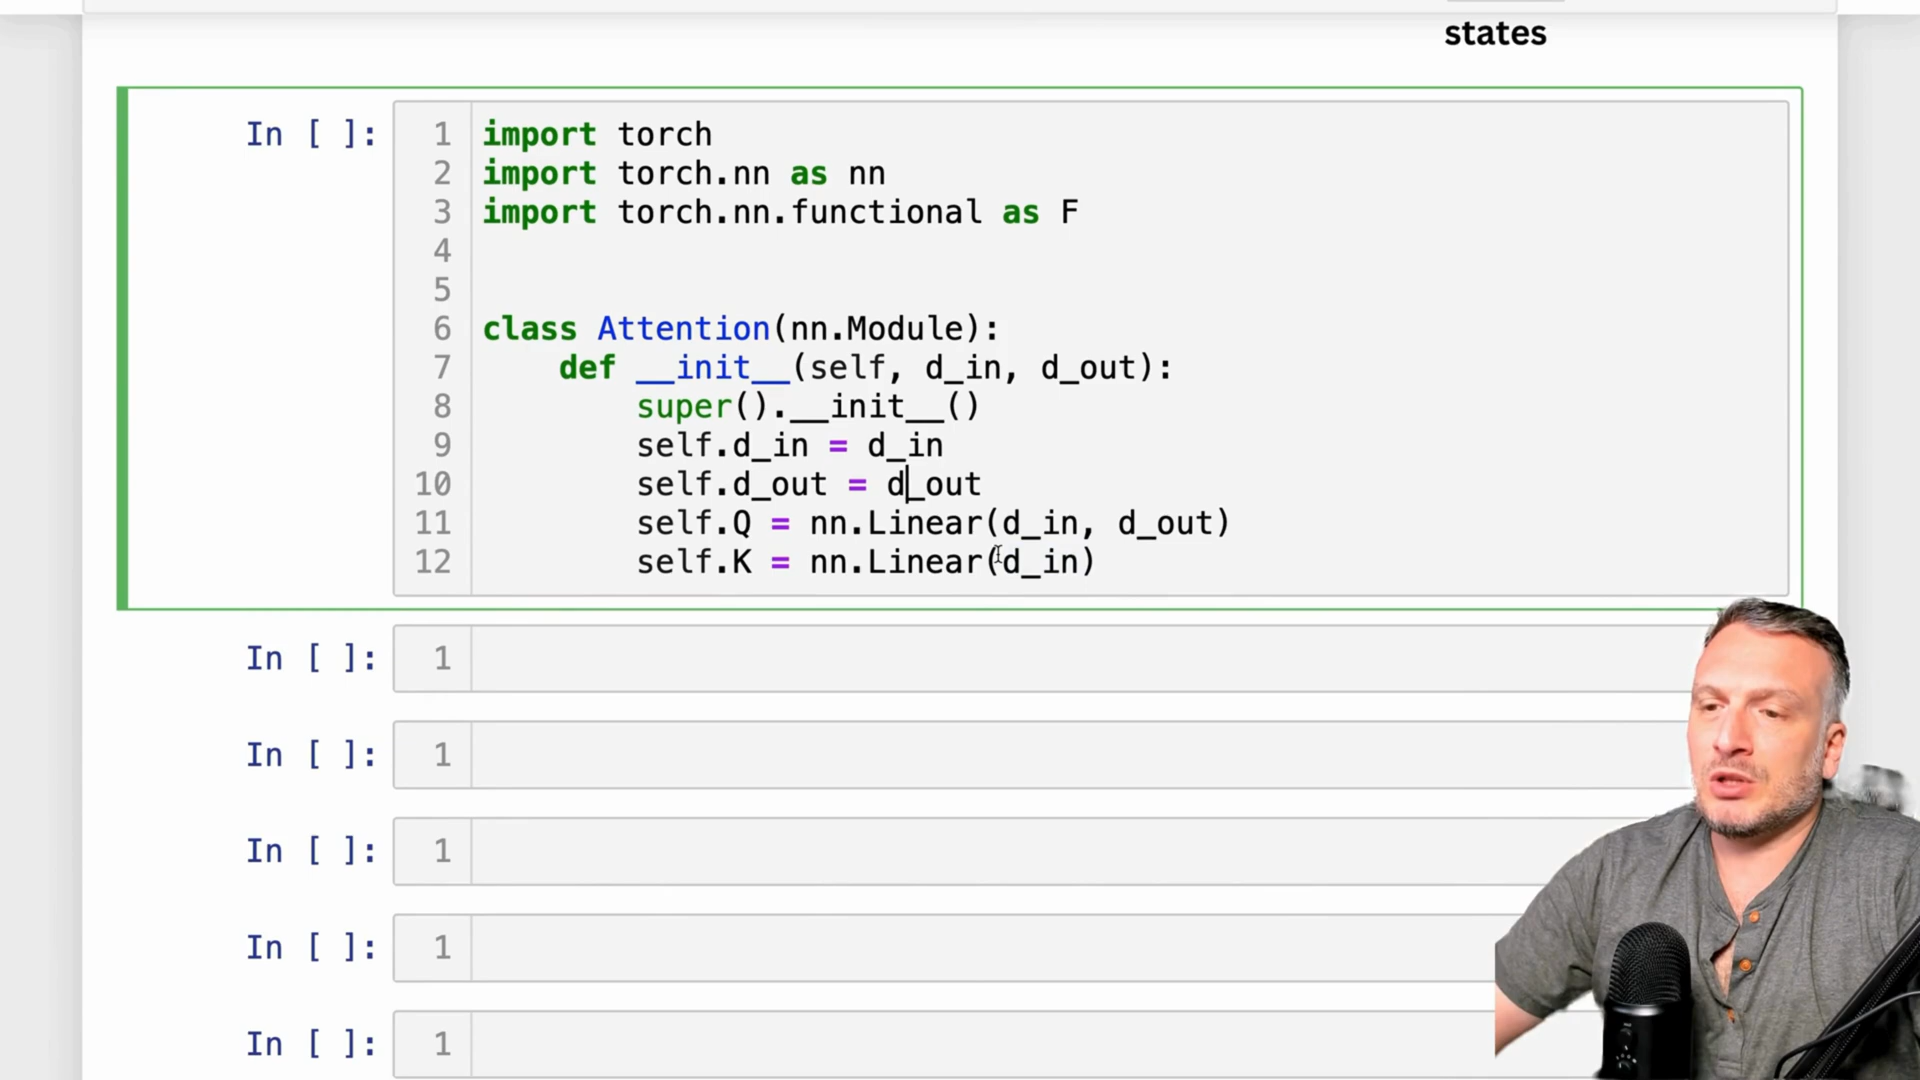 states
In [ ]:
1 import torch
2 import torch.nn as nn
3 import torch.nn.functional as F
4
5
6 class Attention(nn.Module):
7 def __init__(self, d_in, d_out):
8 super().__init__()
9 self.d_in = d_in
10 self.d_out = d_out
11 self.Q = nn.Linear(d_in, d_out)
12 self.K = nn.Linear(d_in)
In [ ]: 1
In [ ]: 1
In [ ]: 1
In [ ]: 1
In [ ]: 1